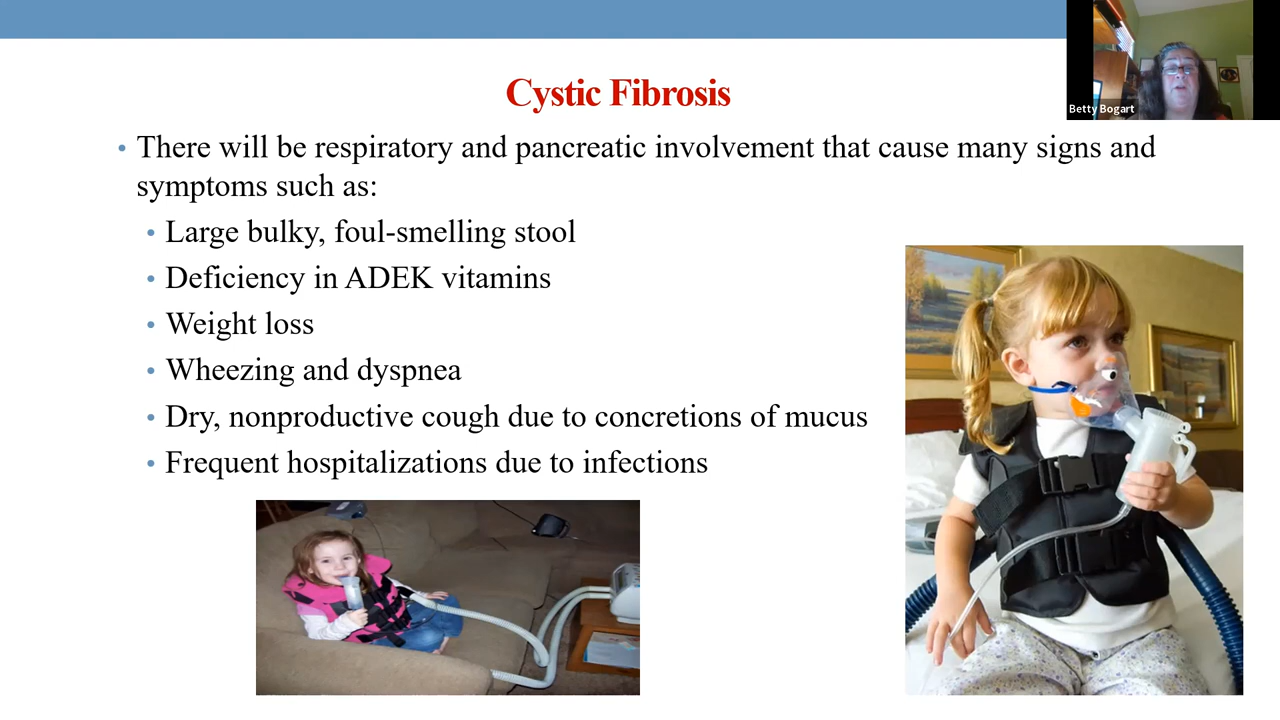 Betty Bogart
Cystic Fibrosis
• There will be respiratory and pancreatic involvement that cause many signs and
symptoms such as:
• Large bulky, foul-smelling stool
• Deficiency in ADEK vitamins
• Weight loss
• Wheezing and dyspnea
• Dry, nonproductive cough due to concretions of mucus
• Frequent hospitalizations due to infections